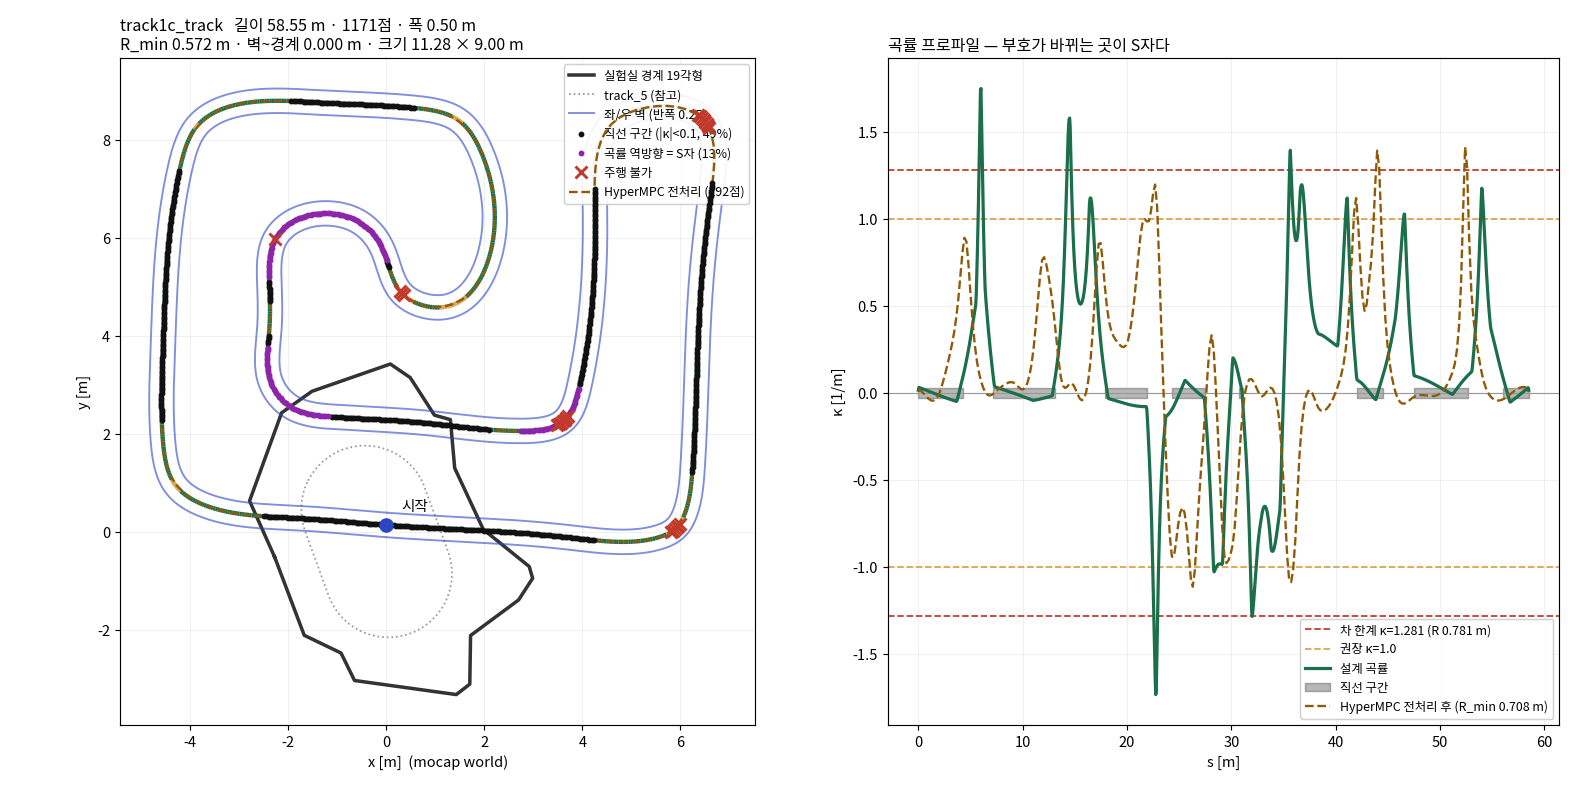 track1c_track 길이 58.55 m · 1171점 · 폭 0.50 m
R_min 0.572 m · 벽~경계 0.000 m · 크기 11.28 × 9.00 m
실험실 경계 19각형
track_5 (참고)
좌/우 벽 (반폭 0.25)
직선 구간 (|κ|<0.1, 49%)
곡률 역방향 = S자 (13%)
주행 불가
HyperMPC 전처리 (692점)
시작
8
6
4
2
0
-2
y [m]
-4
-2
0
2
4
6
x [m] (mocap world)
곡률 프로파일 — 부호가 바뀌는 곳이 S자다
1.5
1.0
0.5
0.0
-0.5
-1.0
-1.5
κ [1/m]
차 한계 κ=1.281 (R 0.781 m)
권장 κ=1.0
설계 곡률
직선 구간
HyperMPC 전처리 후 (R_min 0.708 m)
0
10
20
30
40
50
60
s [m]